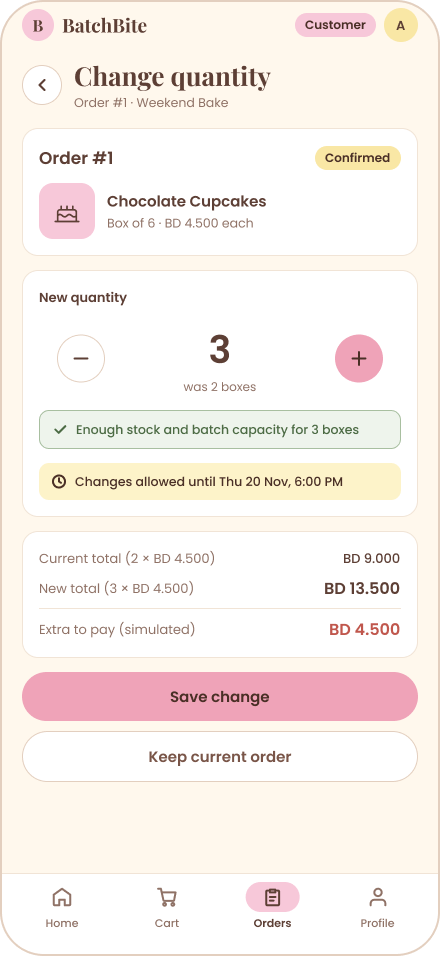 B BatchBite Customer A
Change quantity
Order #1 · Weekend Bake
Order #1 Confirmed
Chocolate Cupcakes
Box of 6 · BD 4.500 each
New quantity
3
was 2 boxes
Enough stock and batch capacity for 3 boxes
Changes allowed until Thu 20 Nov, 6:00 PM
Current total (2 × BD 4.500) BD 9.000
New total (3 × BD 4.500) BD 13.500
Extra to pay (simulated) BD 4.500
Save change
Keep current order
Home Cart Orders Profile